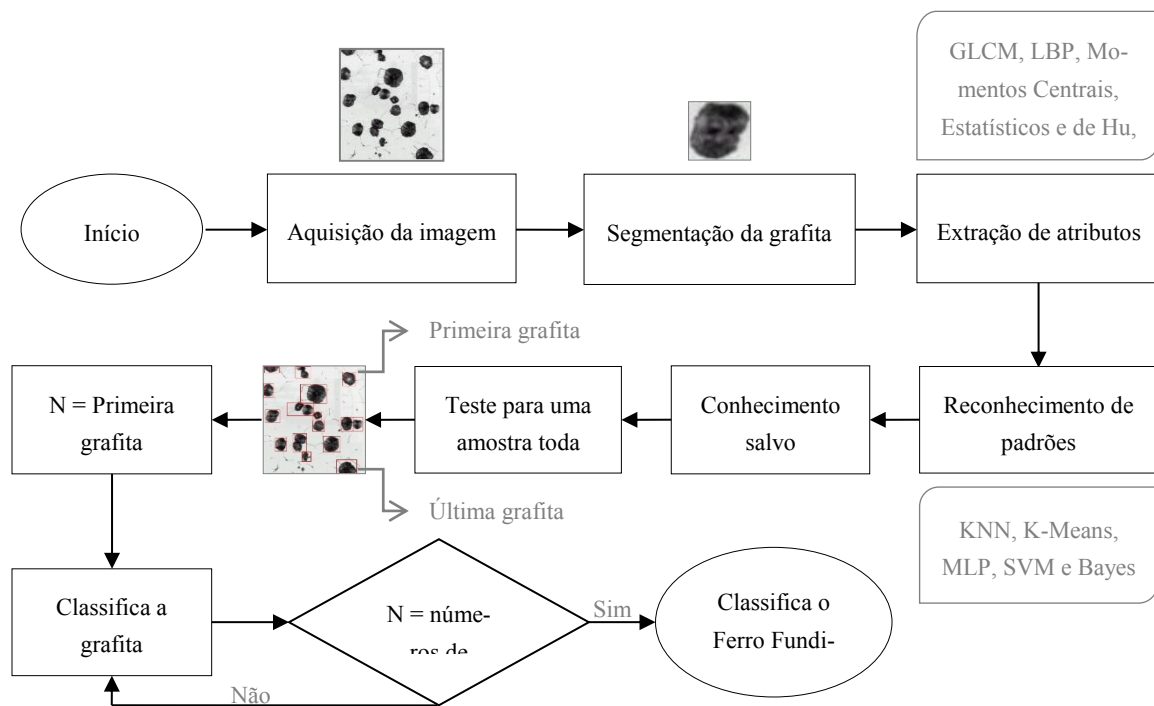 GLCM, LBP, Mo-
mentos Centrais,
Estatísticos e de Hu,
Início
Aquisição da imagem
Segmentação da grafita
Extração de atributos
Primeira grafita
N = Primeira
grafita
Teste para uma
amostra toda
Conhecimento
salvo
Reconhecimento de
padrões
Última grafita
KNN, K-Means,
MLP, SVM e Bayes
Classifica a
grafita
N = núme-
ros de
Sim
Classifica o
Ferro Fundi-
Não